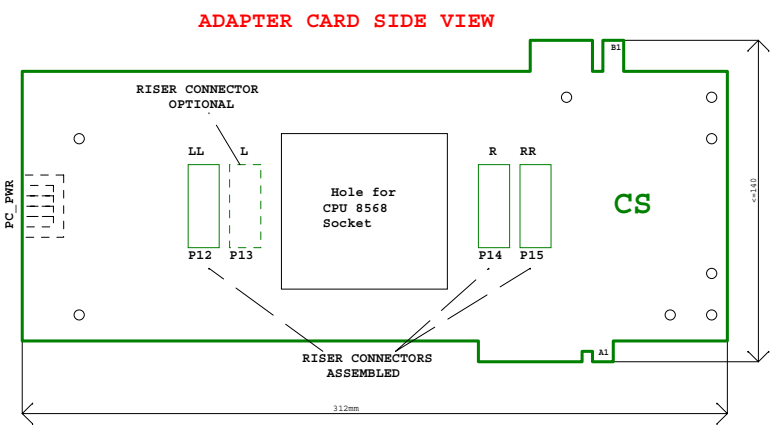 ADAPTER CARD SIDE VIEW
B1
RISER CONNECTOR
OPTIONAL
LL
L
R
RR
PC_PWR
Hole for
CPU 8568
Socket
CS
<=140
P12
P13
P14
P15
RISER CONNECTORS
ASSEMBLED
A1
312mm